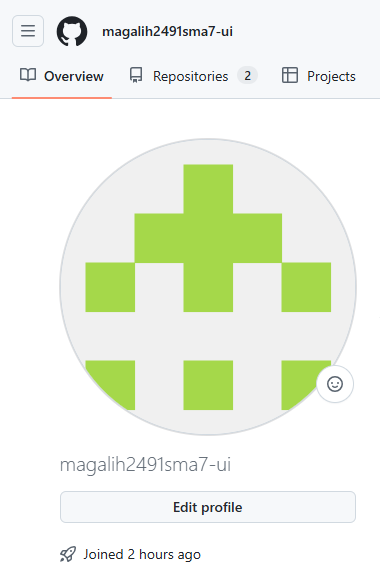 magalih2491sma7-ui
Overview Repositories 2 Projects
magalih2491sma7-ui
Edit profile
Joined 2 hours ago